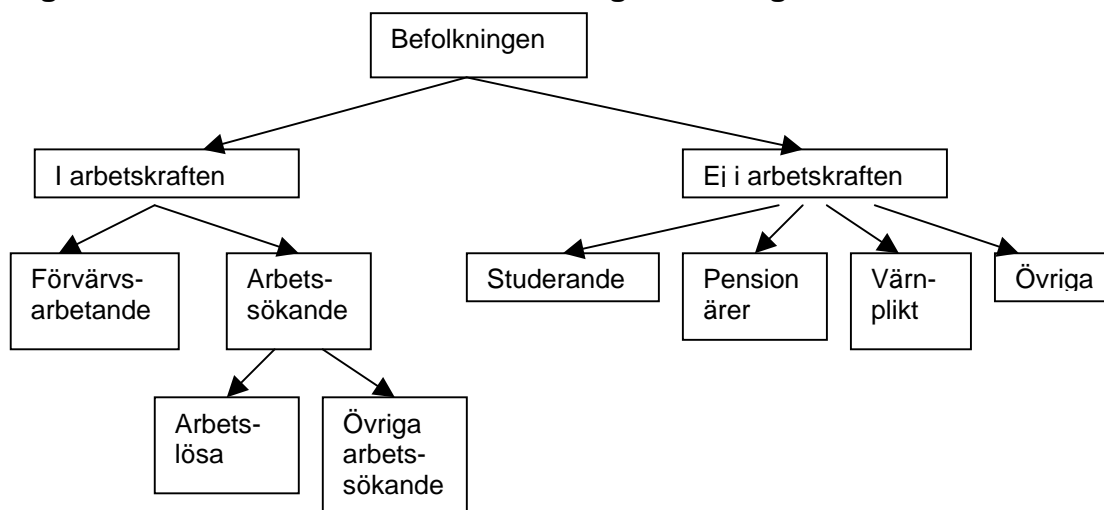 Befolkningen
I arbetskraften
Ej i arbetskraften
Förvärvs-
arbetande
Arbets-
sökande
Studerande
Pension
ärer
Värn-
plikt
Övriga
Arbets-
lösa
Övriga
arbets-
sökande